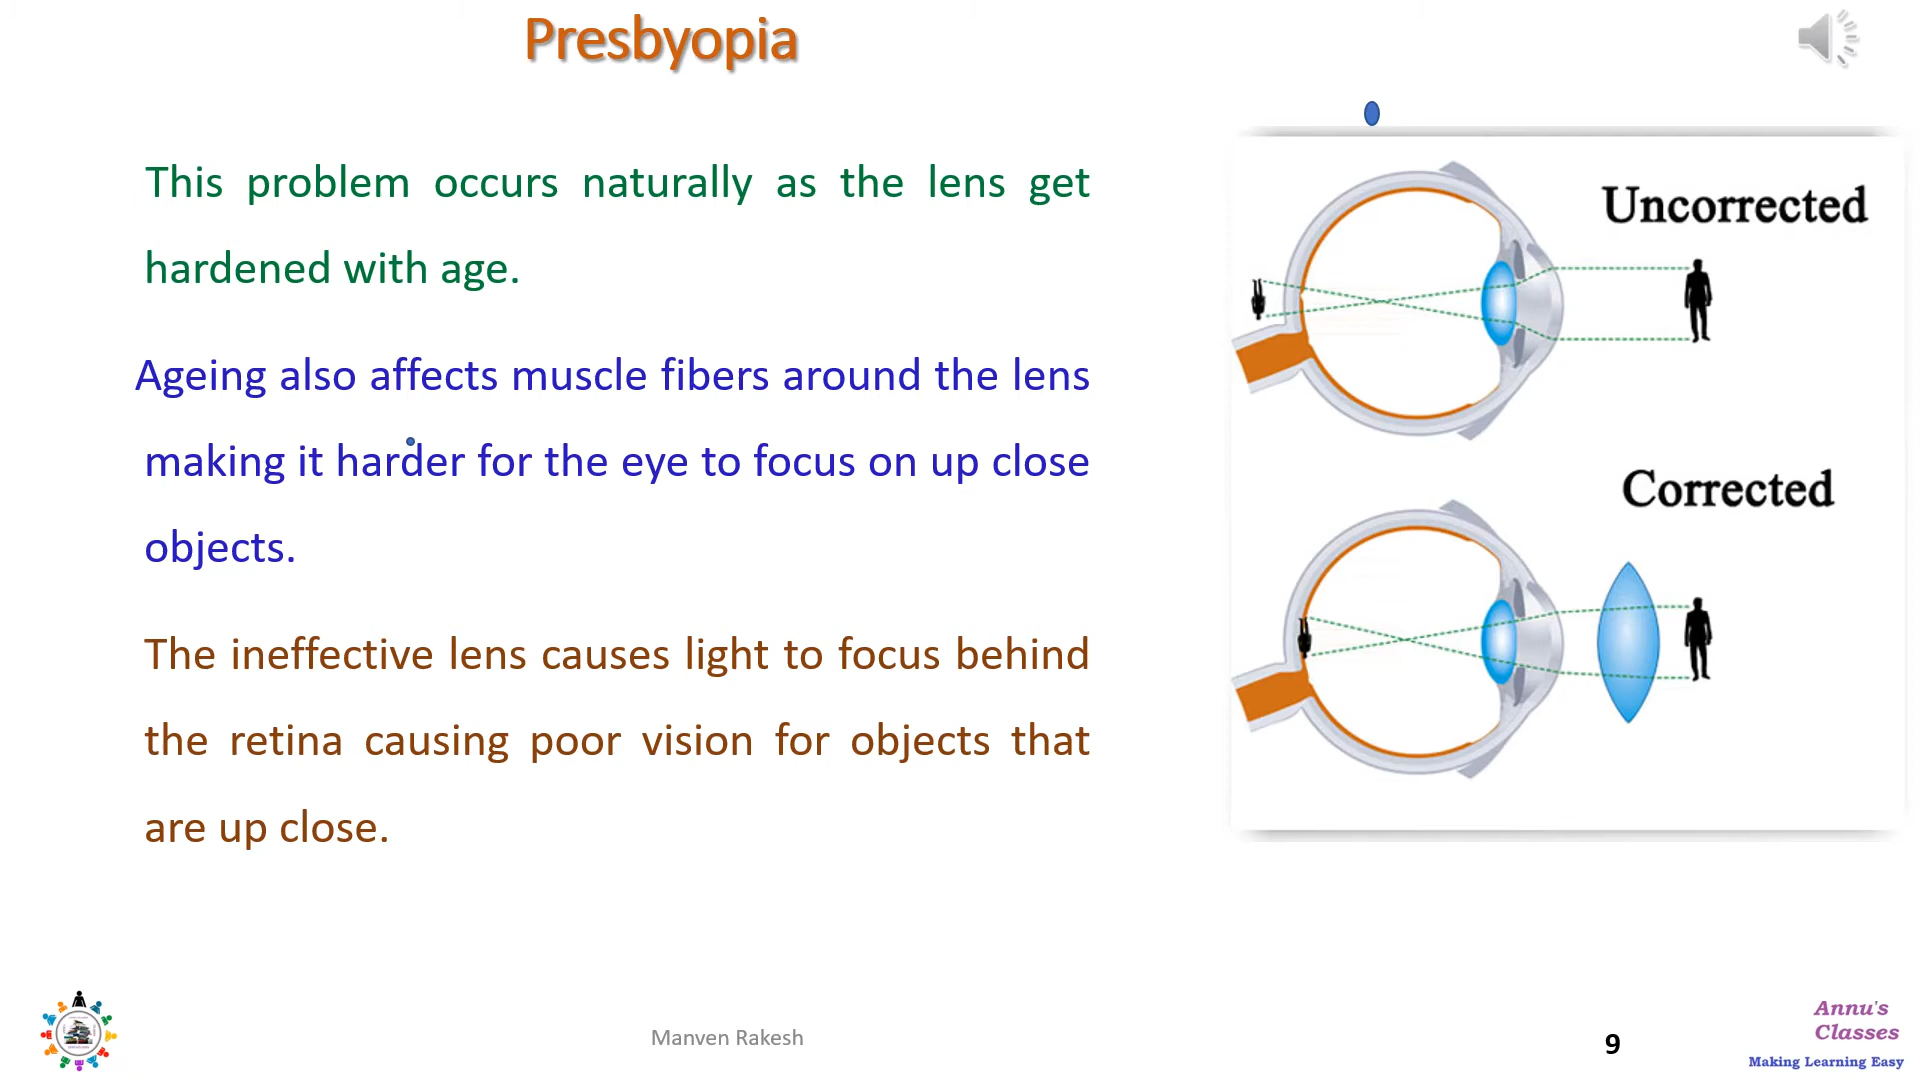 Presbyopia
This problem occurs naturally as the lens get
hardened with age.
Ageing also affects muscle fibers around the lens
making it harder for the eye to focus on up close
objects.
The ineffective lens causes light to focus behind
the retina causing poor vision for objects that
are up close.
Uncorrected
Corrected
Manven Rakesh
9
Annu's
Classes
Making Learning Easy